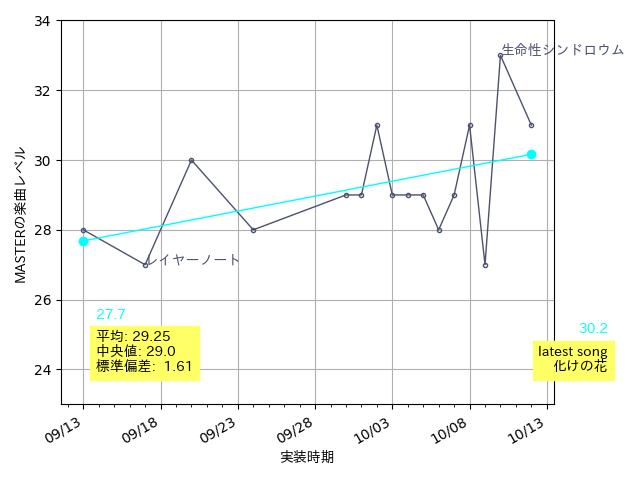 34
32
30
28
26
24
MASTERの楽曲レベル
生命性シンドロウム
レイヤーノート
27.7
平均: 29.25
中央値: 29.0
標準偏差: 1.61
30.2
latest song
化けの花
09/13
09/18
09/23
09/28
10/03
10/08
10/13
実装時期